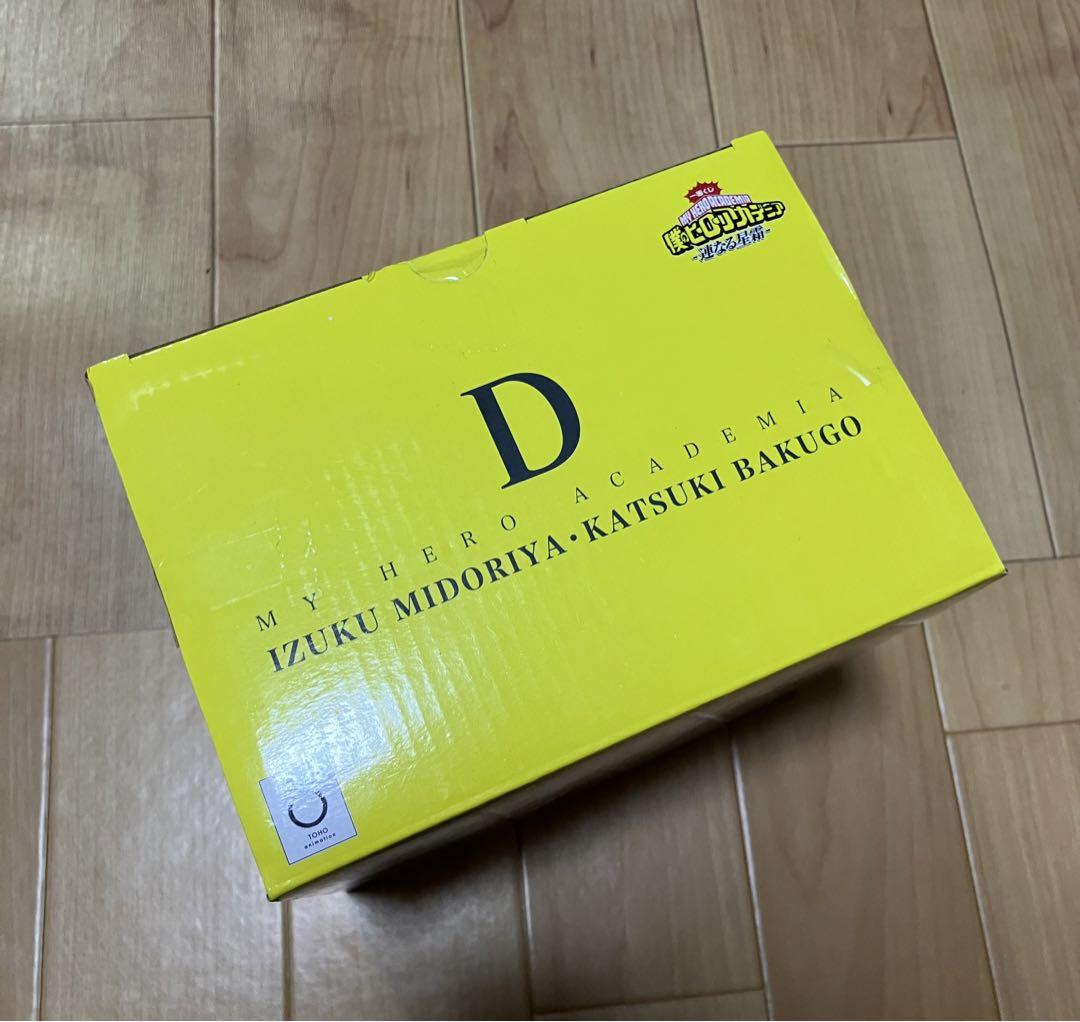 一番くじ
MY HERO ACADEMIA
僕のヒーローアカデミア
-連なる星霜-
D
MY HERO ACADEMIA
IZUKU MIDORIYA・KATSUKI BAKUGO
TOHO
animation